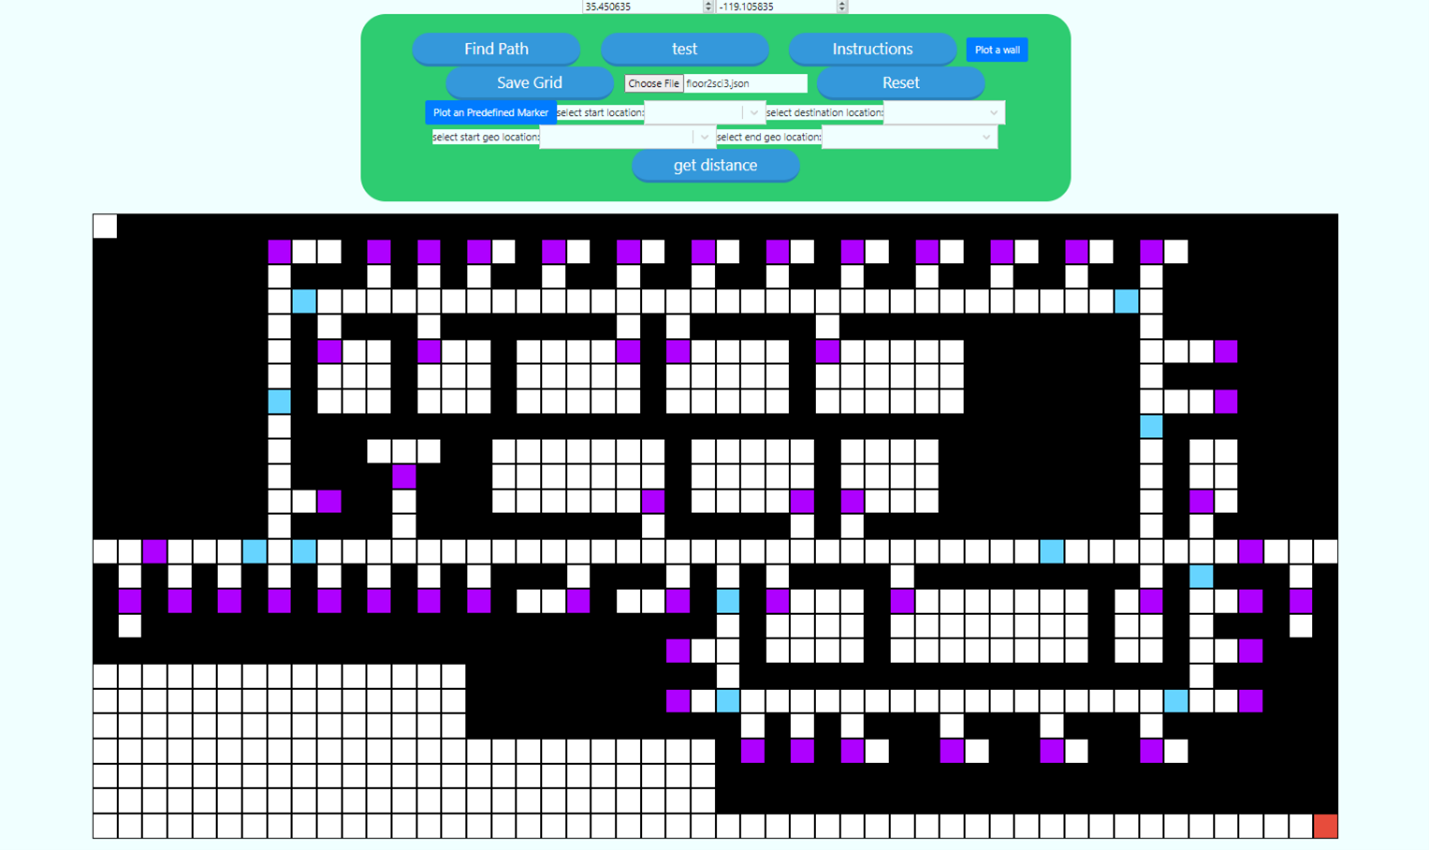 35.450635 -119.105835
Find Path test Instructions Plot a wall
Save Grid Choose File floor2sci3.json Reset
Plot an Predefined Marker select start location: select destination location:
select start geo location: select end geo location:
get distance